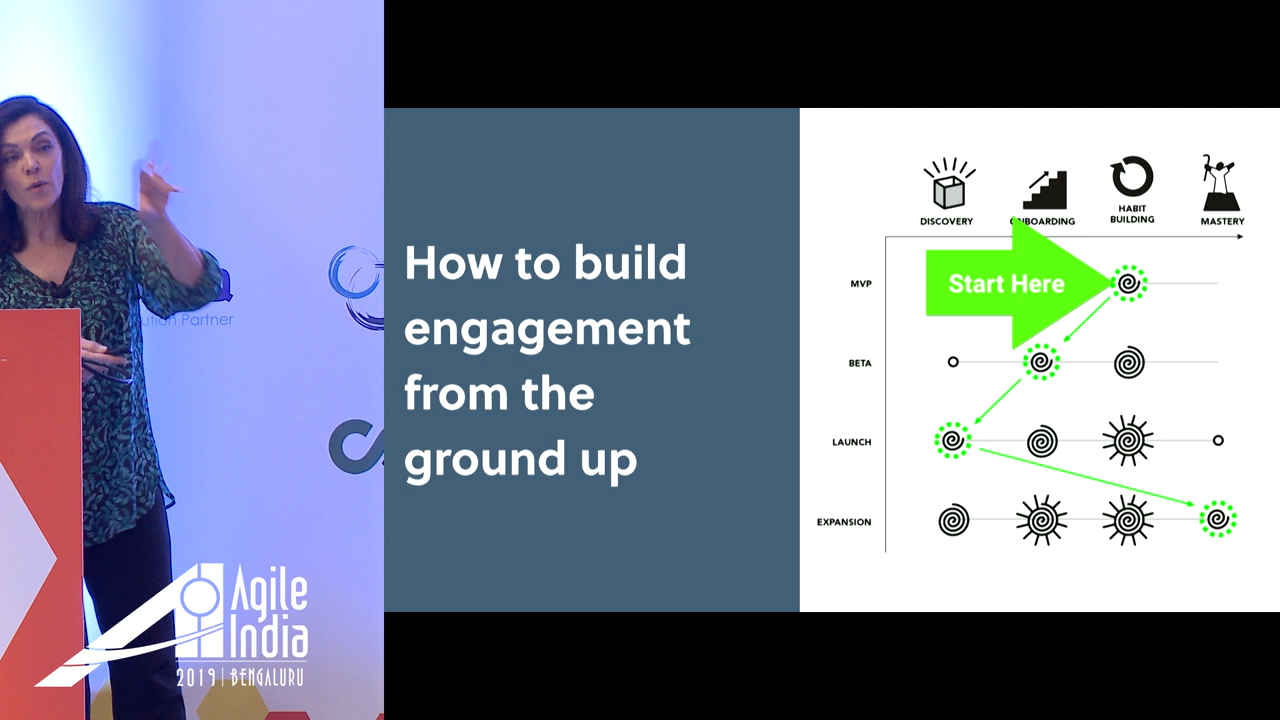 ution Partner
Agile
India
2019 | BENGALURU
How to build
engagement
from the
ground up
DISCOVERY
ONBOARDING
HABIT
BUILDING
MASTERY
MVP
Start Here
BETA
LAUNCH
EXPANSION